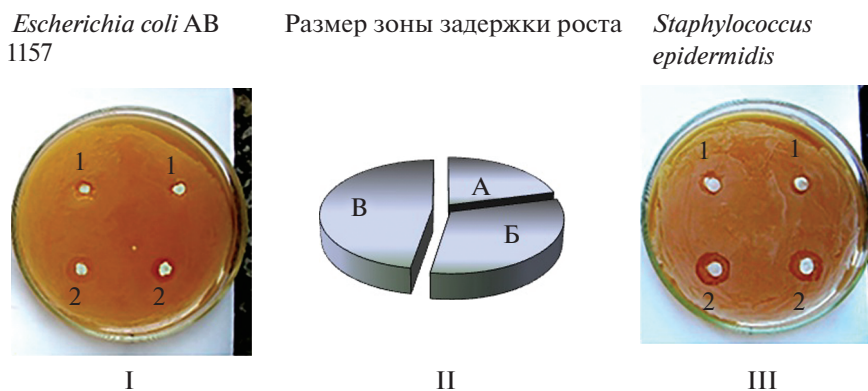 Escherichia coli АВ
1157
Размер зоны задержки роста
Staphylococcus
epidermidis
1 1
2 2
А
Б
В
1 1
2 2
I
II
III